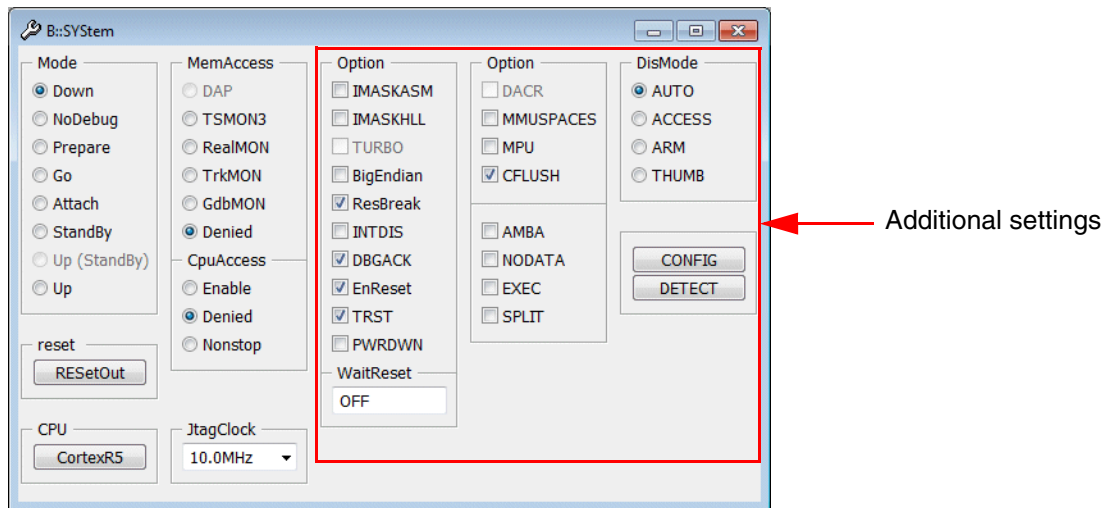 B::SYStem
Mode
Down
NoDebug
Prepare
Go
Attach
StandBy
Up (StandBy)
Up
reset
RESetOut
CPU
CortexR5
MemAccess
DAP
TSMON3
RealMON
TrkMON
GdbMON
Denied
CpuAccess
Enable
Denied
Nonstop
JtagClock
10.0MHz
Option
IMASKASM
IMASKHLL
TURBO
BigEndian
ResBreak
INTDIS
DBGACK
EnReset
TRST
PWRDWN
WaitReset
OFF
Option
DACR
MMUSPACES
MPU
CFLUSH
AMBA
NODATA
EXEC
SPLIT
DisMode
AUTO
ACCESS
ARM
THUMB
CONFIG
DETECT
Additional settings